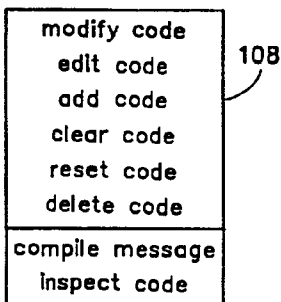 modify code
108
edit code
add code
clear code
reset code
delete code
compile message
inspect code